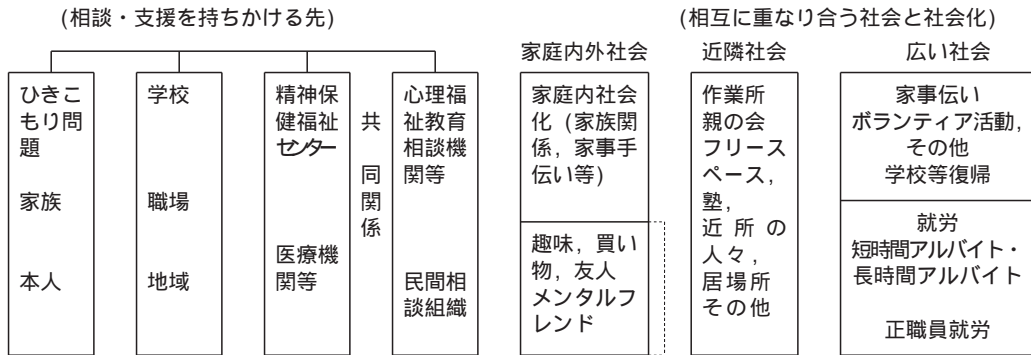 (相談・支援を持ちかける先)
(相互に重なり合う社会と社会化)
ひきこ
もり問
題
家族
本人
学校
職場
地域
精神保
健福祉
センター
医療機
関等
共
同
関
係
心理福
祉教育
相談機
関等
民間相
談組織
家庭内外社会
家庭内社会
化(家族関
係,家事手
伝い等)
趣味,買い
物,友人
メンタルフ
レンド
近隣社会
作業所
親の会
フリース
ペース,
塾,
近所の
人々,
居場所
その他
広い社会
家事伝い
ボランティア活動,
その他
学校等復帰
就労
短時間アルバイト・
長時間アルバイト
正職員就労